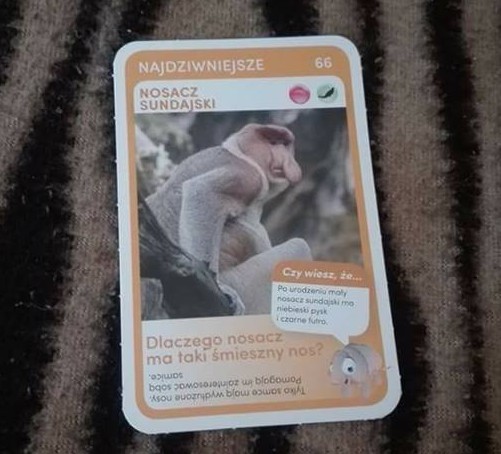 NAJDZIWNIEJSZE 66
NOSACZ
SUNDAJSKI
Czy wiesz, że...
Po urodzeniu mały
nosacz sundajski ma
niebieski pysk
i czarne futro.
Dlaczego nosacz
ma taki śmieszny nos?
Tylko samce mają wydłużone nosy.
Pomagają im zainteresować sobą
samice.